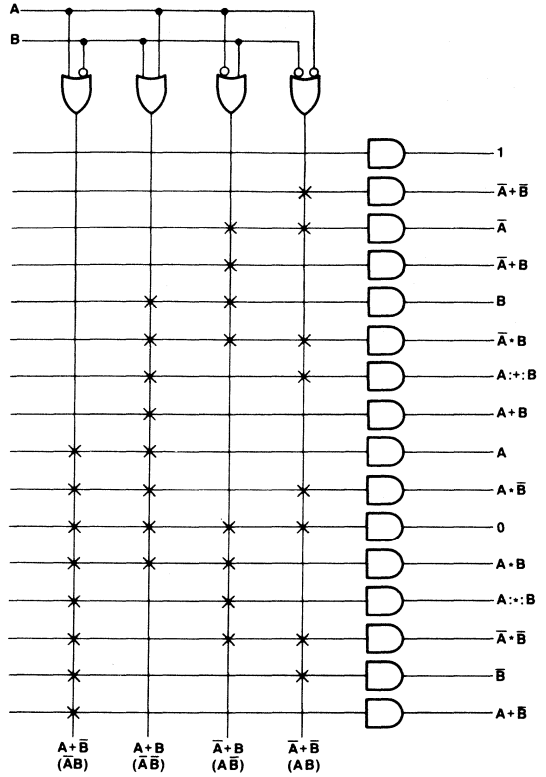 A
B
1
A̅+B̅
A̅
A̅+B
B
A̅*B
A:+:B
A+B
A
A*B̅
0
A*B
A:*:B
A̅*B̅
B̅
A+B̅
A+B̅ A+B A̅+B A̅+B̅
(A̅B) (A̅B̅) (AB̅) (AB)